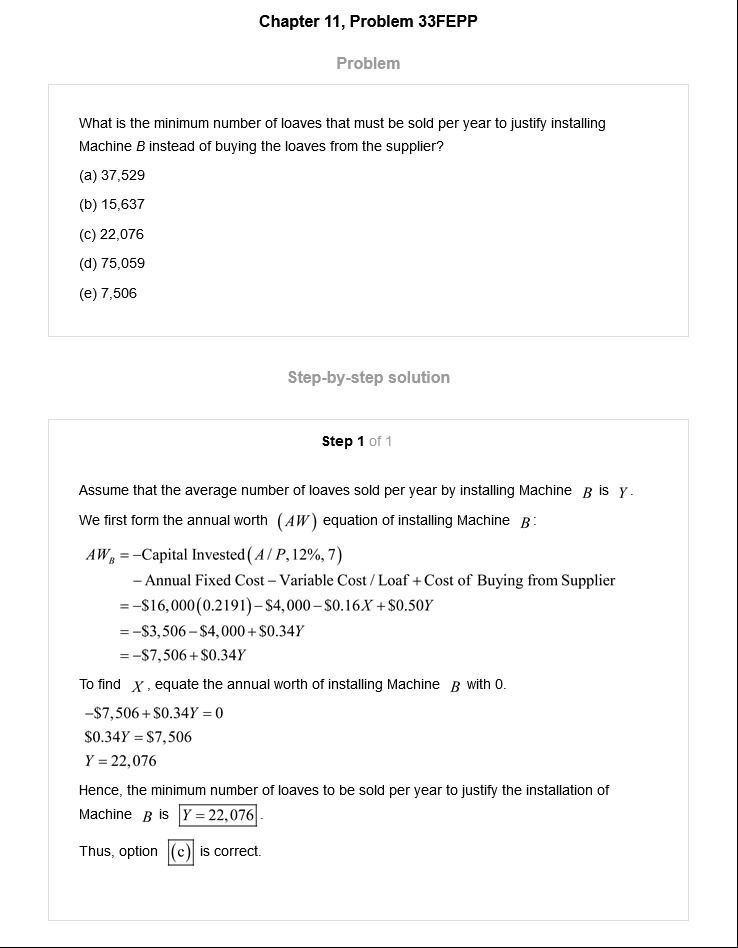 Chapter 11, Problem 33FEPP
Problem
What is the minimum number of loaves that must be sold per year to justify installing
Machine B instead of buying the loaves from the supplier?
(a) 37,529
(b) 15,637
(c) 22,076
(d) 75,059
(e) 7,506
Step-by-step solution
Step 1 of 1
Assume that the average number of loaves sold per year by installing Machine B is Y.
We first form the annual worth (AW) equation of installing Machine B:
AW_B = −Capital Invested(A/P,12%,7)
− Annual Fixed Cost − Variable Cost / Loaf + Cost of Buying from Supplier
= −$16,000(0.2191) − $4,000 − $0.16X + $0.50Y
= −$3,506 − $4,000 + $0.34Y
= −$7,506 + $0.34Y
To find X, equate the annual worth of installing Machine B with 0.
−$7,506 + $0.34Y = 0
$0.34Y = $7,506
Y = 22,076
Hence, the minimum number of loaves to be sold per year to justify the installation of
Machine B is Y = 22,076.
Thus, option (c) is correct.